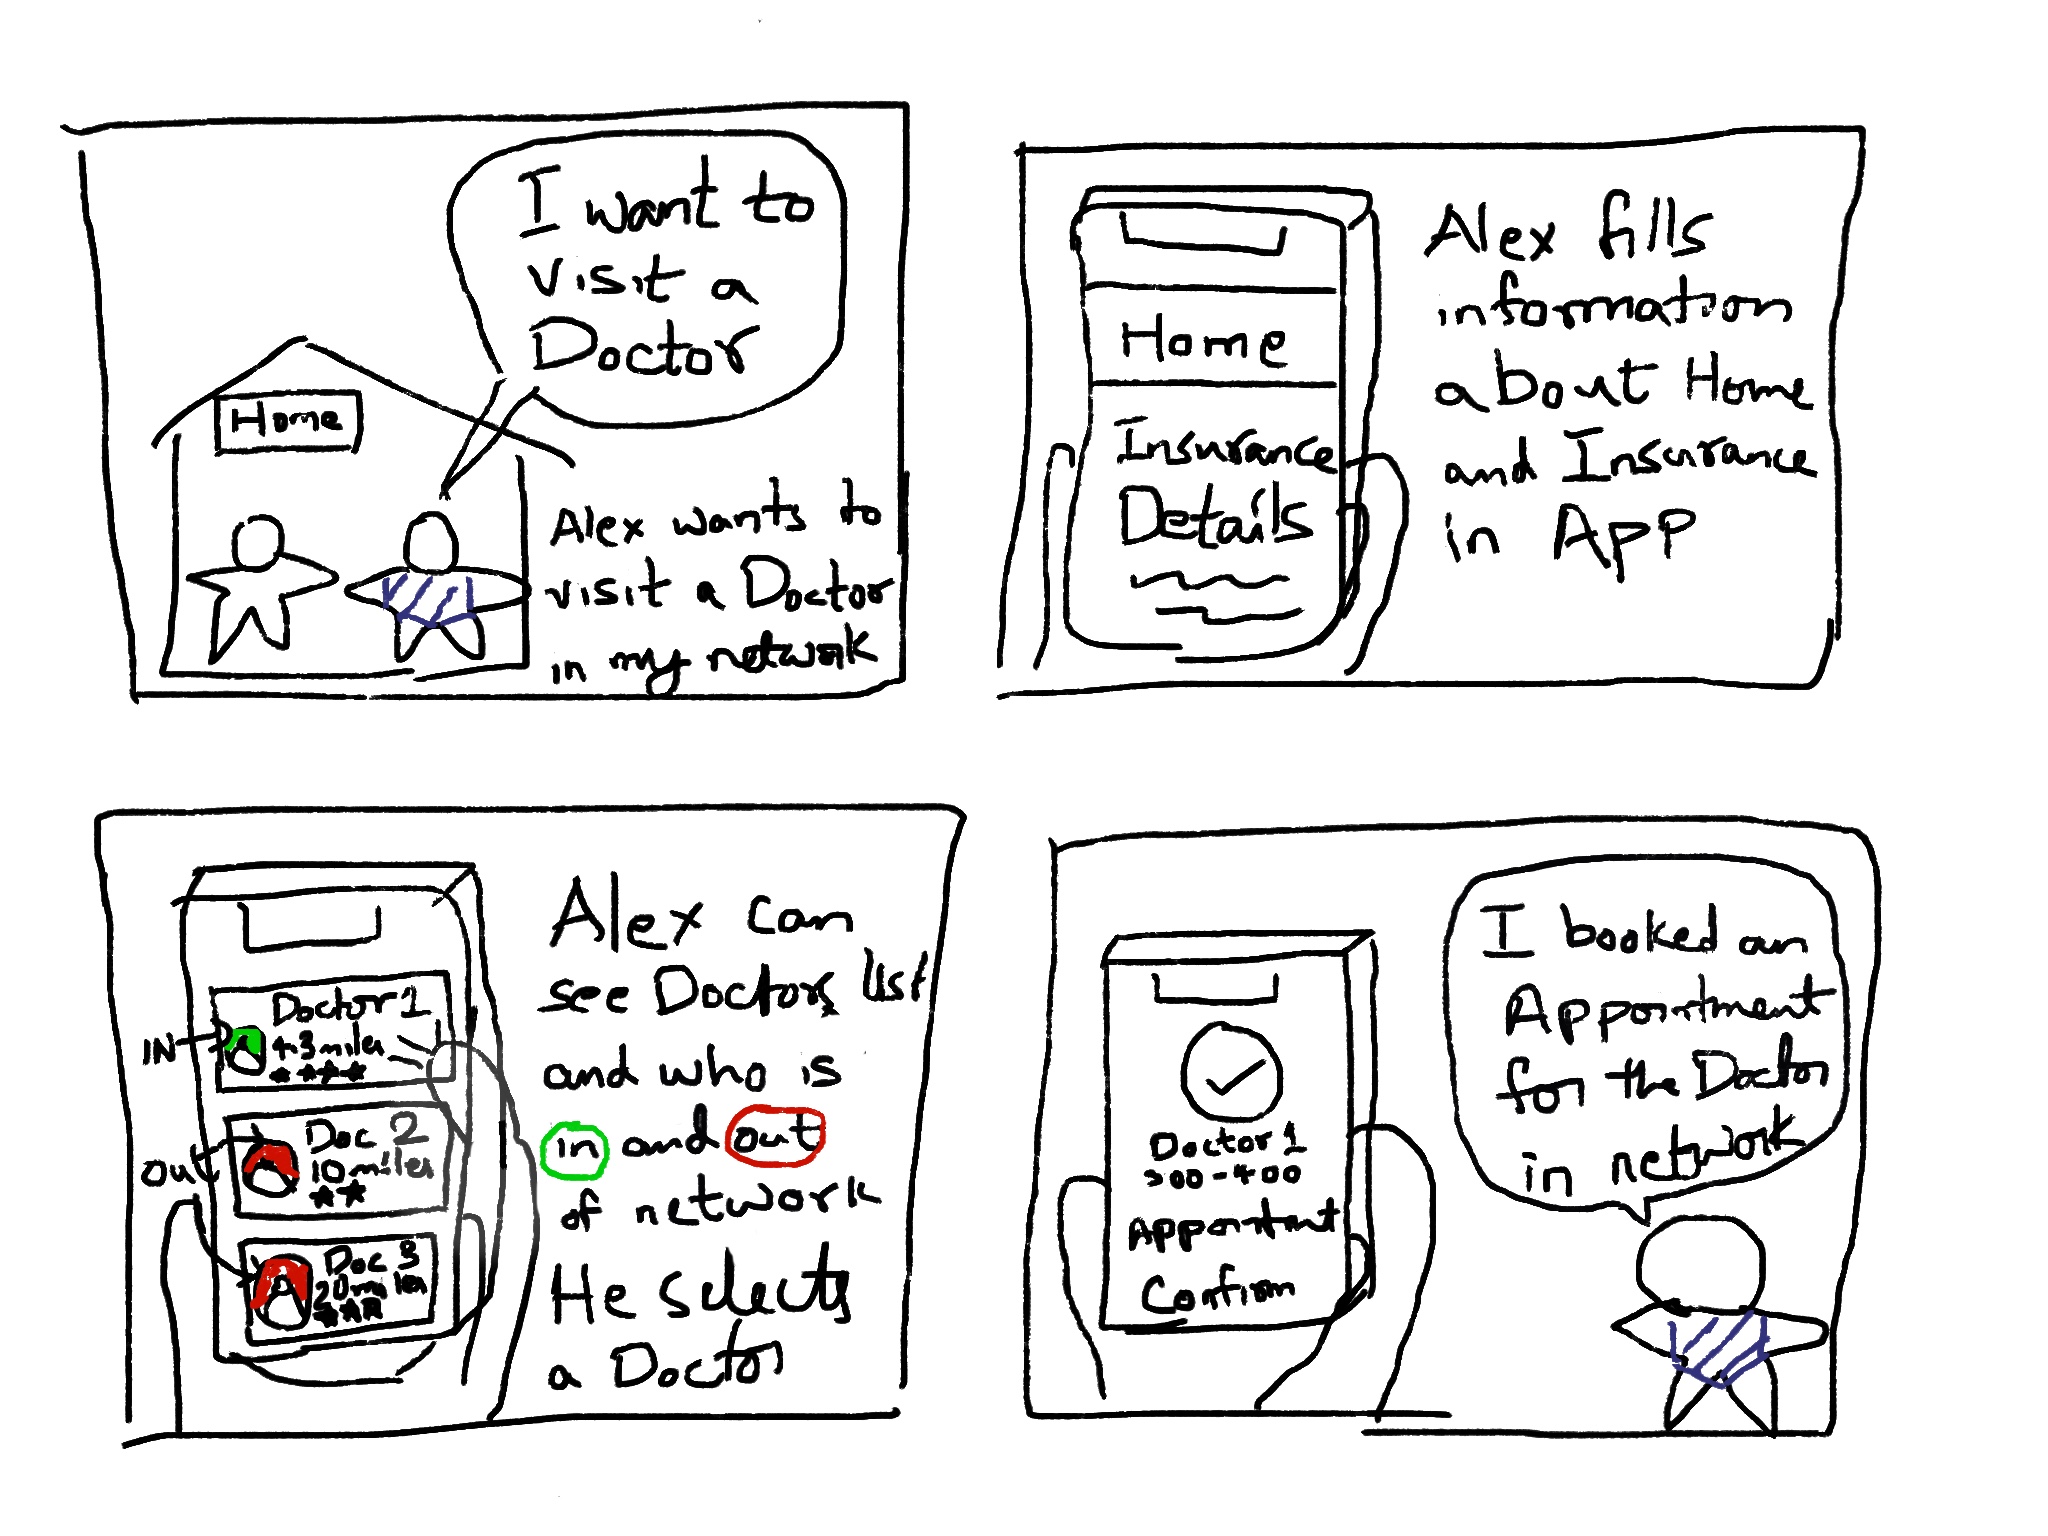 I want to
visit a
Doctor
Home
Alex wants to
visit a Doctor
in my network
Home
Insurance
Details
Alex fills
information
about Home
and Insurance
in App
IN
Doctor 1
4.3 miles
out
Doc 2
10 miles
Doc 3
20 miles
Alex can
see Doctors list
and who is
in and out
of network
He selects
a Doctor
Doctor 1
300-400
Appointmnt
Confirm
I booked an
Appointment
for the Doctor
in network